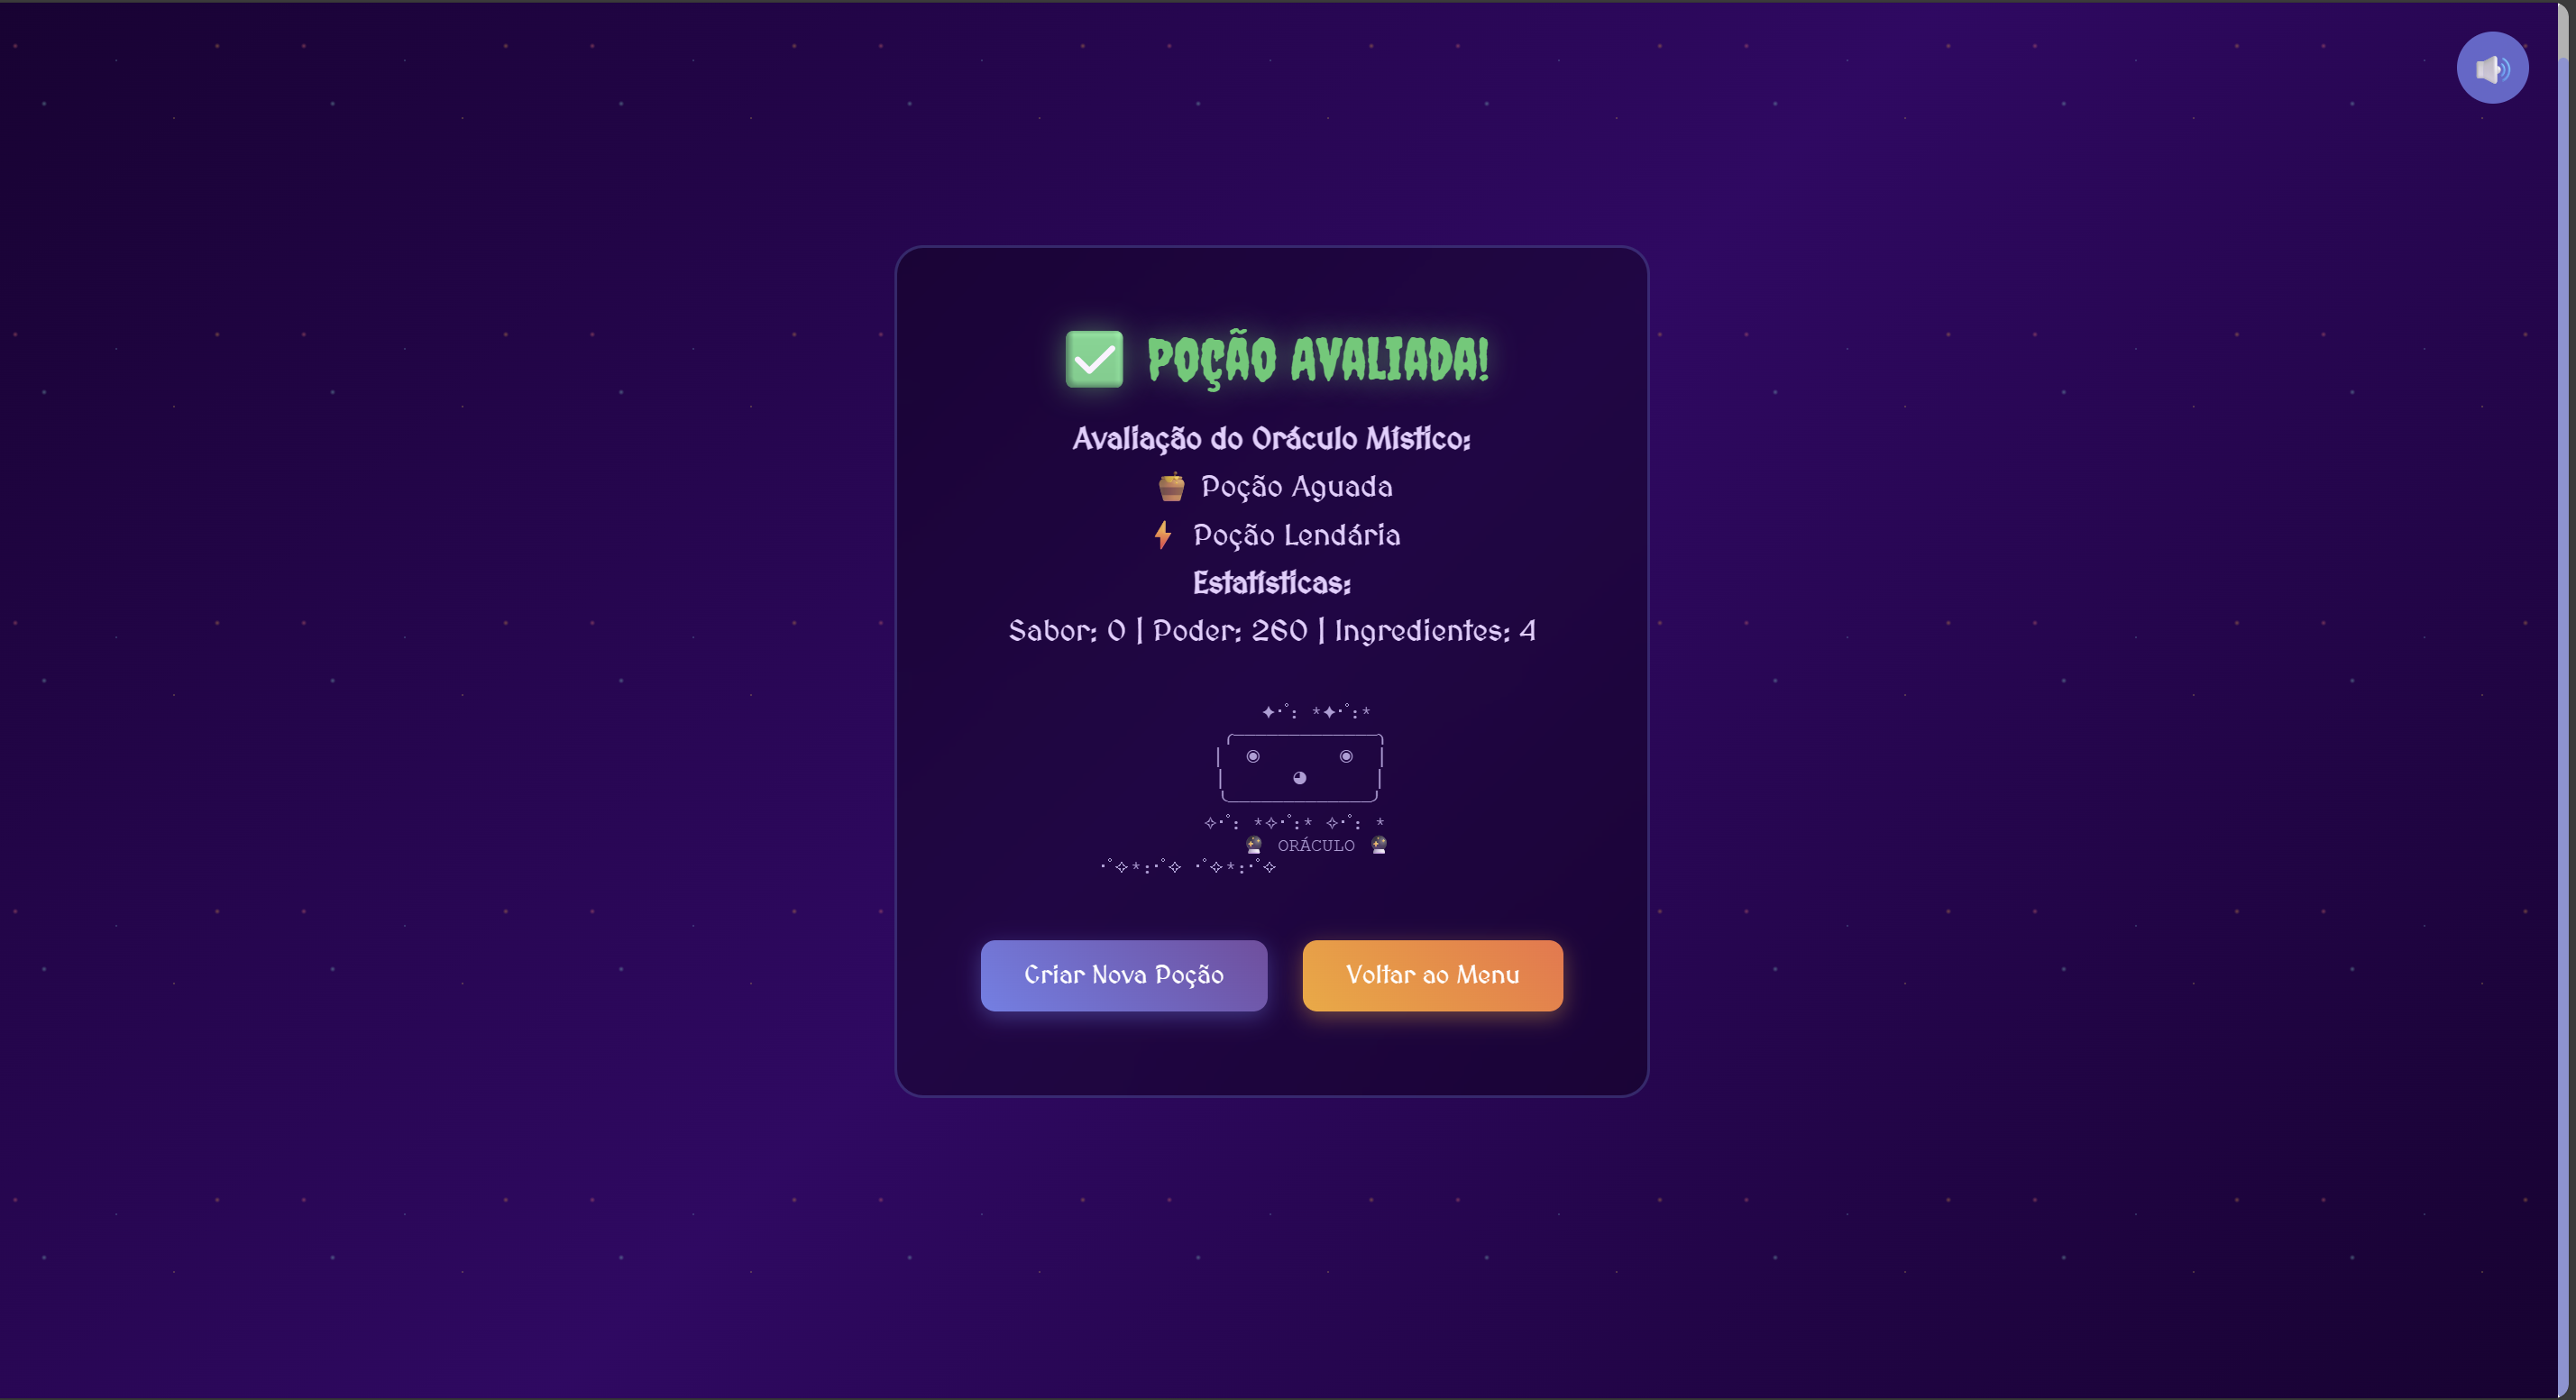 ✅ POÇÃO AVALIADA!
Avaliação do Oráculo Místico:
🍯 Poção Aguada
⚡ Poção Lendária
Estatísticas:
Sabor: 0 | Poder: 260 | Ingredientes: 4
🔮 ORÁCULO 🔮
Criar Nova Poção
Voltar ao Menu